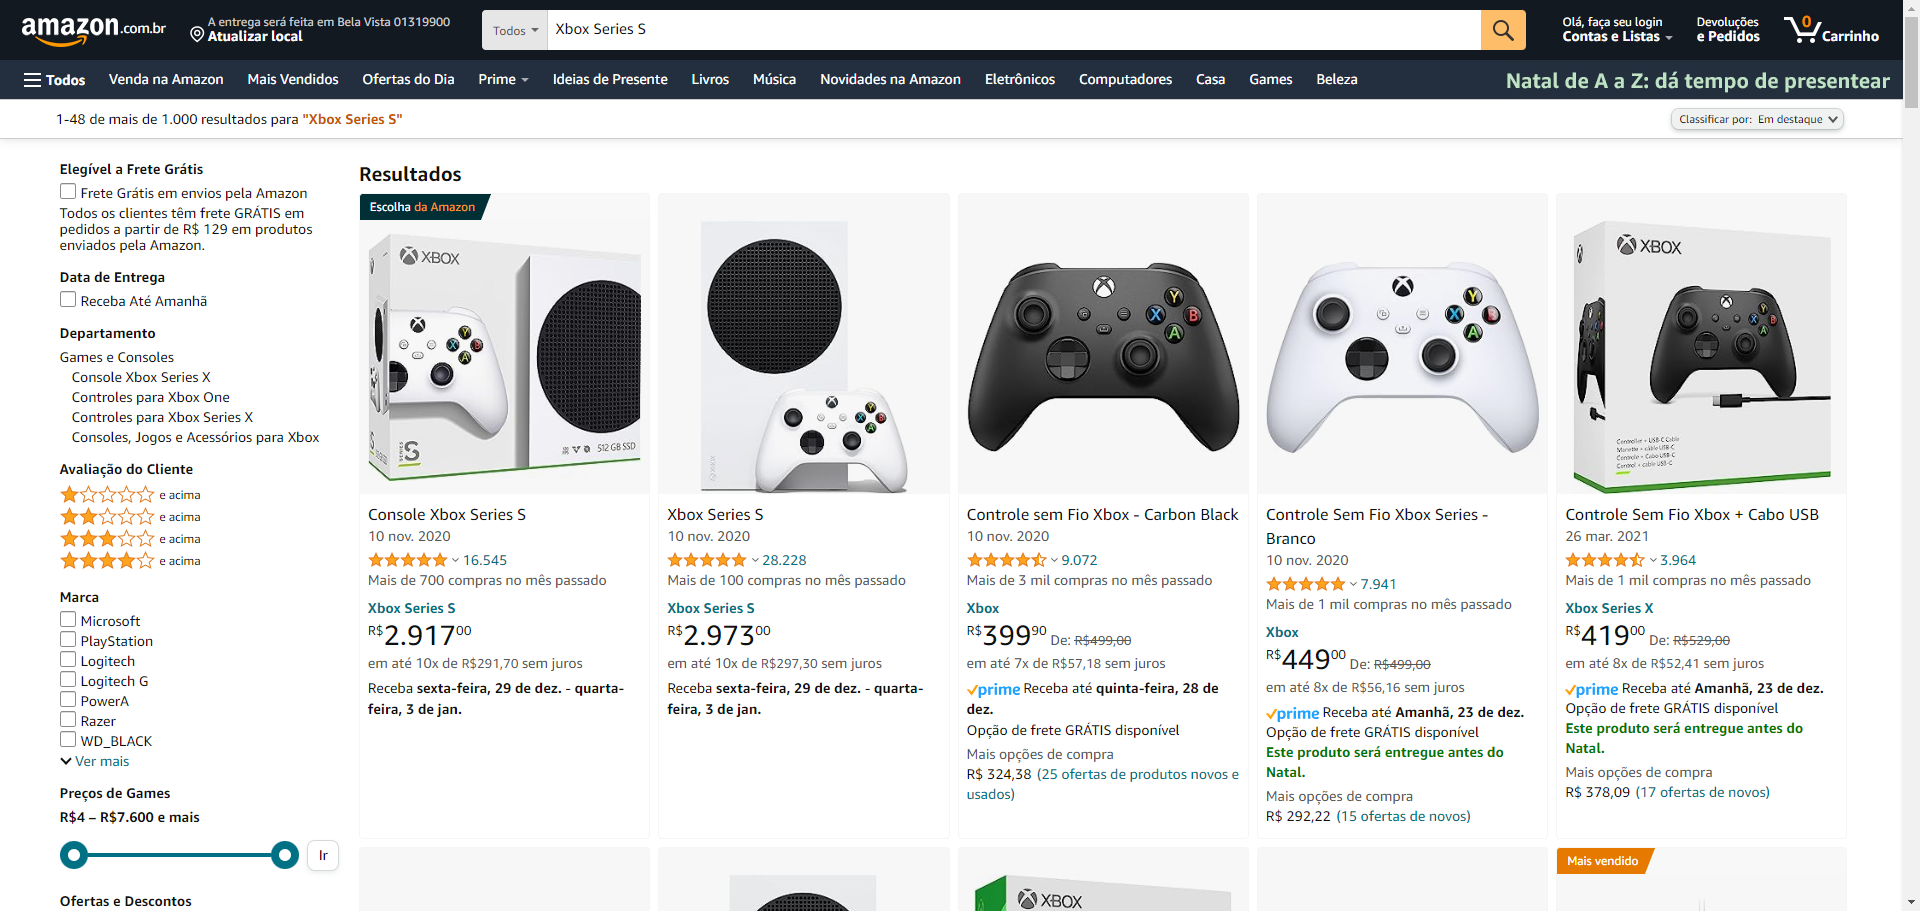 amazon.com.br
A entrega será feita em Bela Vista 01319900
Atualizar local
Todos
Xbox Series S
Olá, faça seu login
Contas e Listas
Devoluções
e Pedidos
0
Carrinho
Todos
Venda na Amazon
Mais Vendidos
Ofertas do Dia
Prime
Ideias de Presente
Livros
Música
Novidades na Amazon
Eletrônicos
Computadores
Casa
Games
Beleza
Natal de A a Z: dá tempo de presentear
1-48 de mais de 1.000 resultados para "Xbox Series S"
Classificar por: Em destaque
Elegível a Frete Grátis
Frete Grátis em envios pela Amazon
Todos os clientes têm frete GRÁTIS em
pedidos a partir de R$ 129 em produtos
enviados pela Amazon.
Data de Entrega
Receba Até Amanhã
Departamento
Games e Consoles
Console Xbox Series X
Controles para Xbox One
Controles para Xbox Series X
Consoles, Jogos e Acessórios para Xbox
Avaliação do Cliente
e acima
e acima
e acima
e acima
Marca
Microsoft
PlayStation
Logitech
Logitech G
PowerA
Razer
WD_BLACK
Ver mais
Preços de Games
R$4 – R$7.600 e mais
Ir
Ofertas e Descontos
Resultados
Escolha da Amazon
XBOX
Y
X
B
A
SERIES
S
512 GB SSD
Console Xbox Series S
10 nov. 2020
16.545
Mais de 700 compras no mês passado
Xbox Series S
R$2.91700
em até 10x de R$291,70 sem juros
Receba sexta-feira, 29 de dez. - quarta-
feira, 3 de jan.
Y
X
B
A
Xbox Series S
10 nov. 2020
28.228
Mais de 100 compras no mês passado
Xbox Series S
R$2.97300
em até 10x de R$297,30 sem juros
Receba sexta-feira, 29 de dez. - quarta-
feira, 3 de jan.
Y
X
B
A
Controle sem Fio Xbox - Carbon Black
10 nov. 2020
9.072
Mais de 3 mil compras no mês passado
Xbox
R$39990 De: R$499,00
em até 7x de R$57,18 sem juros
prime Receba até quinta-feira, 28 de
dez.
Opção de frete GRÁTIS disponível
Mais opções de compra
R$ 324,38 (25 ofertas de produtos novos e
usados)
Y
X
B
A
Controle Sem Fio Xbox Series -
Branco
10 nov. 2020
7.941
Mais de 1 mil compras no mês passado
Xbox
R$44900 De: R$499,00
em até 8x de R$56,16 sem juros
prime Receba até Amanhã, 23 de dez.
Opção de frete GRÁTIS disponível
Este produto será entregue antes do
Natal.
Mais opções de compra
R$ 292,22 (15 ofertas de novos)
XBOX
Y
X
B
A
Controller + USB-C Cable
Manette + câble USB-C
Controle + Cabo USB-C
Control + cable USB-C
Controle Sem Fio Xbox + Cabo USB
26 mar. 2021
3.964
Mais de 1 mil compras no mês passado
Xbox Series X
R$41900 De: R$529,00
em até 8x de R$52,41 sem juros
prime Receba até Amanhã, 23 de dez.
Opção de frete GRÁTIS disponível
Este produto será entregue antes do
Natal.
Mais opções de compra
R$ 378,09 (17 ofertas de novos)
XBOX
Mais vendido